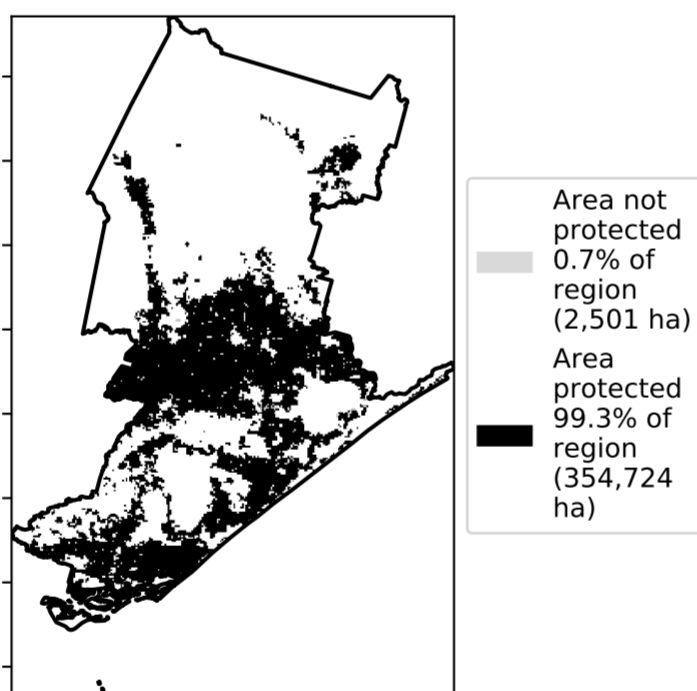 Area not
protected
0.7% of
region
(2,501 ha)
Area
protected
99.3% of
region
(354,724
ha)